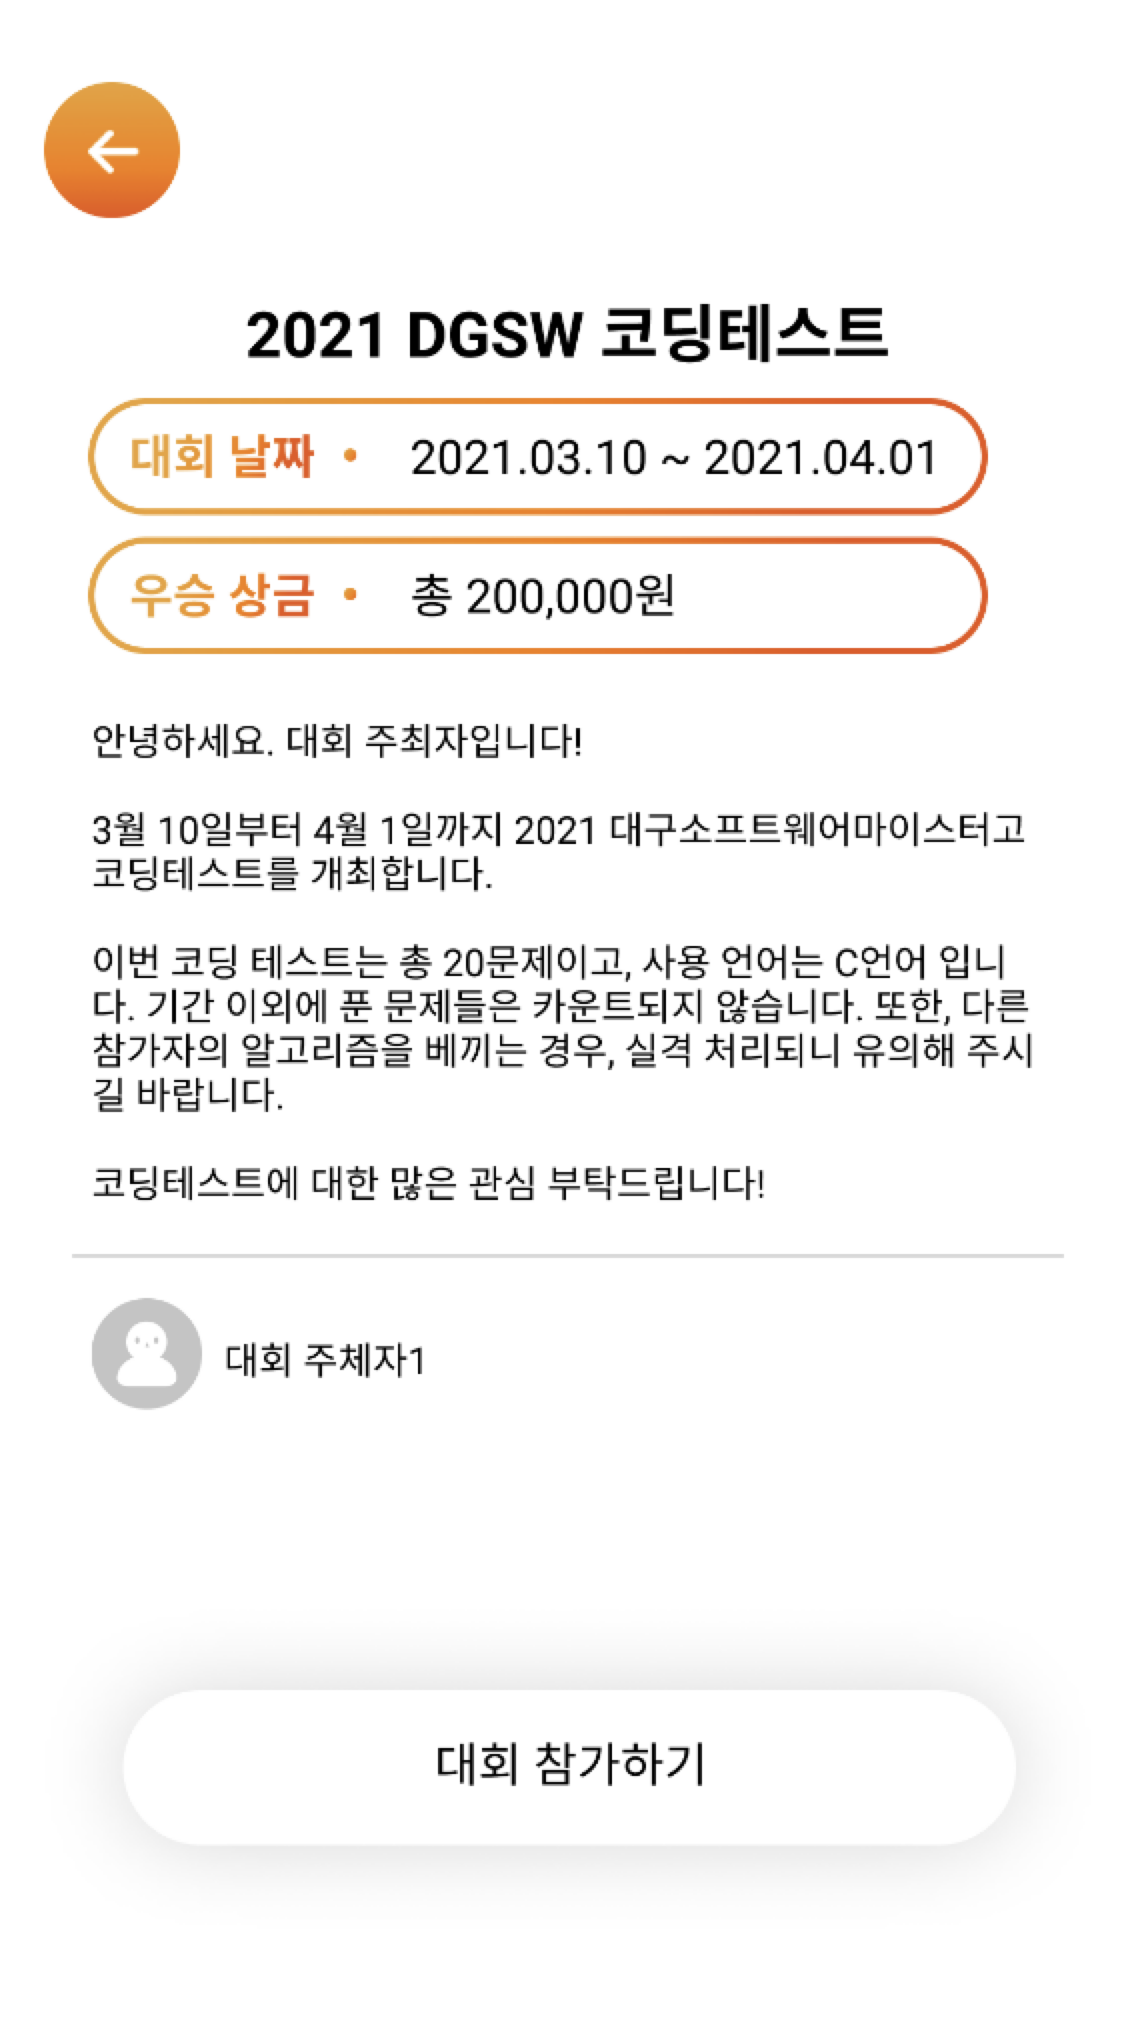 2021 DGSW 코딩테스트
대회 날짜 • 2021.03.10 ~ 2021.04.01
우승 상금 • 총 200,000원
안녕하세요. 대회 주최자입니다!
3월 10일부터 4월 1일까지 2021 대구소프트웨어마이스터고
코딩테스트를 개최합니다.
이번 코딩 테스트는 총 20문제이고, 사용 언어는 C언어 입니
다. 기간 이외에 푼 문제들은 카운트되지 않습니다. 또한, 다른
참가자의 알고리즘을 베끼는 경우, 실격 처리되니 유의해 주시
길 바랍니다.
코딩테스트에 대한 많은 관심 부탁드립니다!
대회 주체자1
대회 참가하기